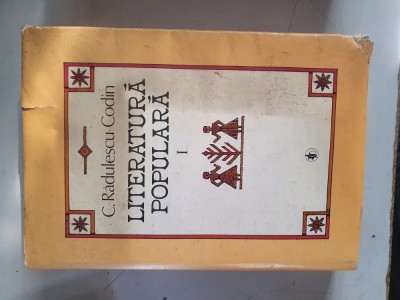 C. Rădulescu-Codin
LITERATURĂ
POPULARĂ
I